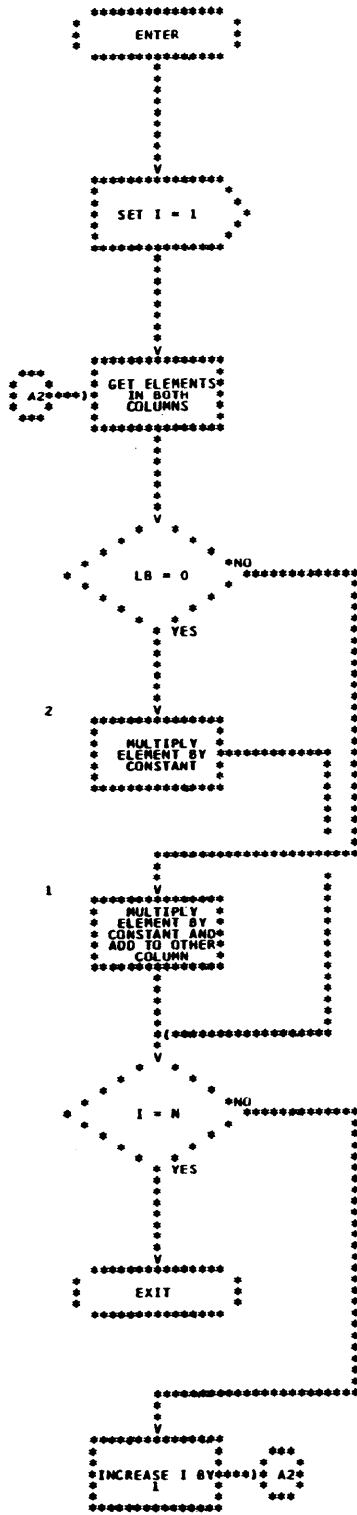 ENTER
SET I = 1
A2
GET ELEMENTS
IN BOTH
COLUMNS
LB = 0
NO
YES
2
MULTIPLY
ELEMENT BY
CONSTANT
1
MULTIPLY
ELEMENT BY
CONSTANT AND
ADD TO OTHER
COLUMN
I = N
NO
YES
EXIT
INCREASE I BY
1
A2